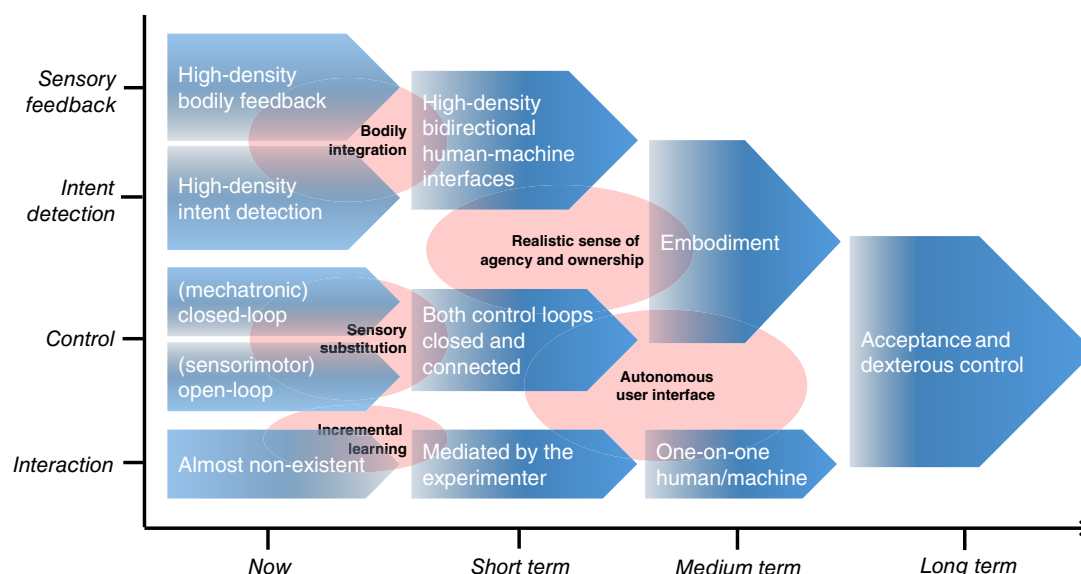 Sensory
feedback
High-density
bodily feedback
Bodily
integration
High-density
bidirectional
human-machine
interfaces
Intent
detection
High-density
intent detection
Realistic sense of
agency and ownership
Embodiment
Control
(mechatronic)
closed-loop
(sensorimotor)
open-loop
Sensory
substitution
Both control loops
closed and
connected
Autonomous
user interface
Acceptance and
dexterous control
Interaction
Almost non-existent
Incremental
learning
Mediated by the
experimenter
One-on-one
human/machine
Now
Short term
Medium term
Long term